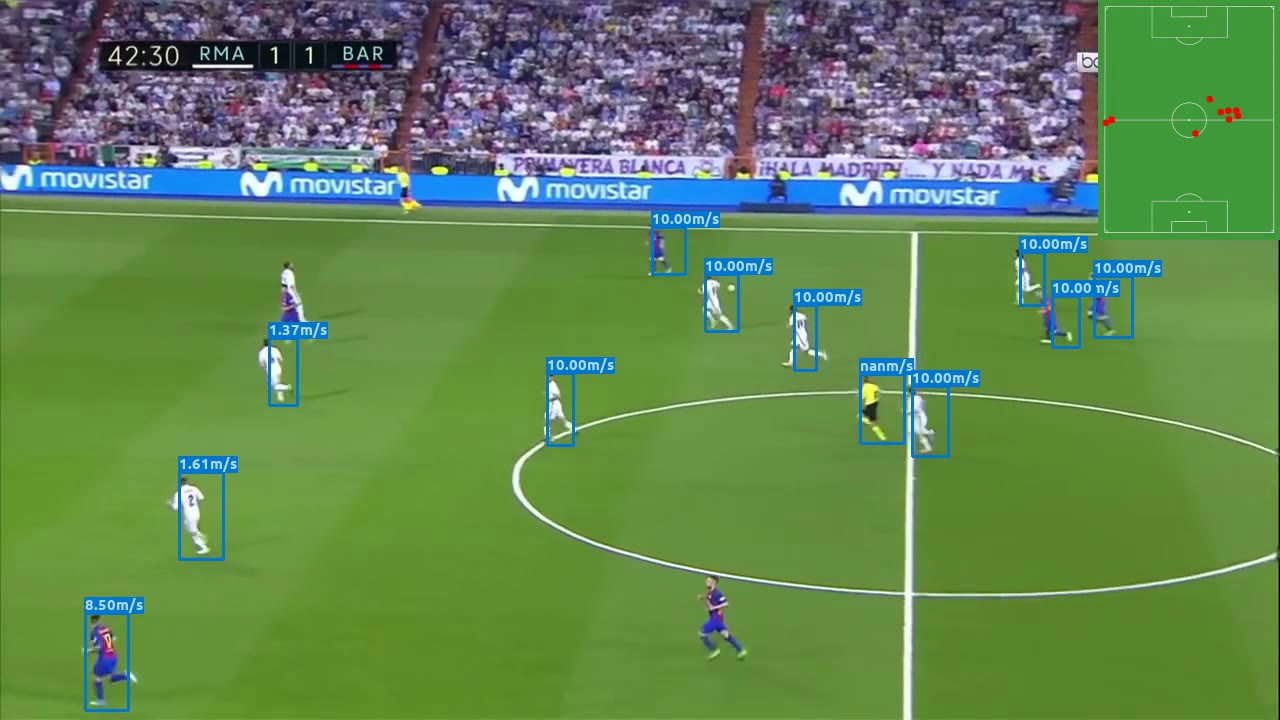 42:30 RMA 1 1 BAR
PRIMAVERA BLANCA
¡HALA MADRID! ... Y NADA MAS
movistar
movistar
movistar
movistar
10.00m/s
10.00m/s
10.00m/s
10.00m/s
10.00 m/s
10.00m/s
1.37m/s
10.00m/s
nanm/s
10.00m/s
1.61m/s
2
8.50m/s